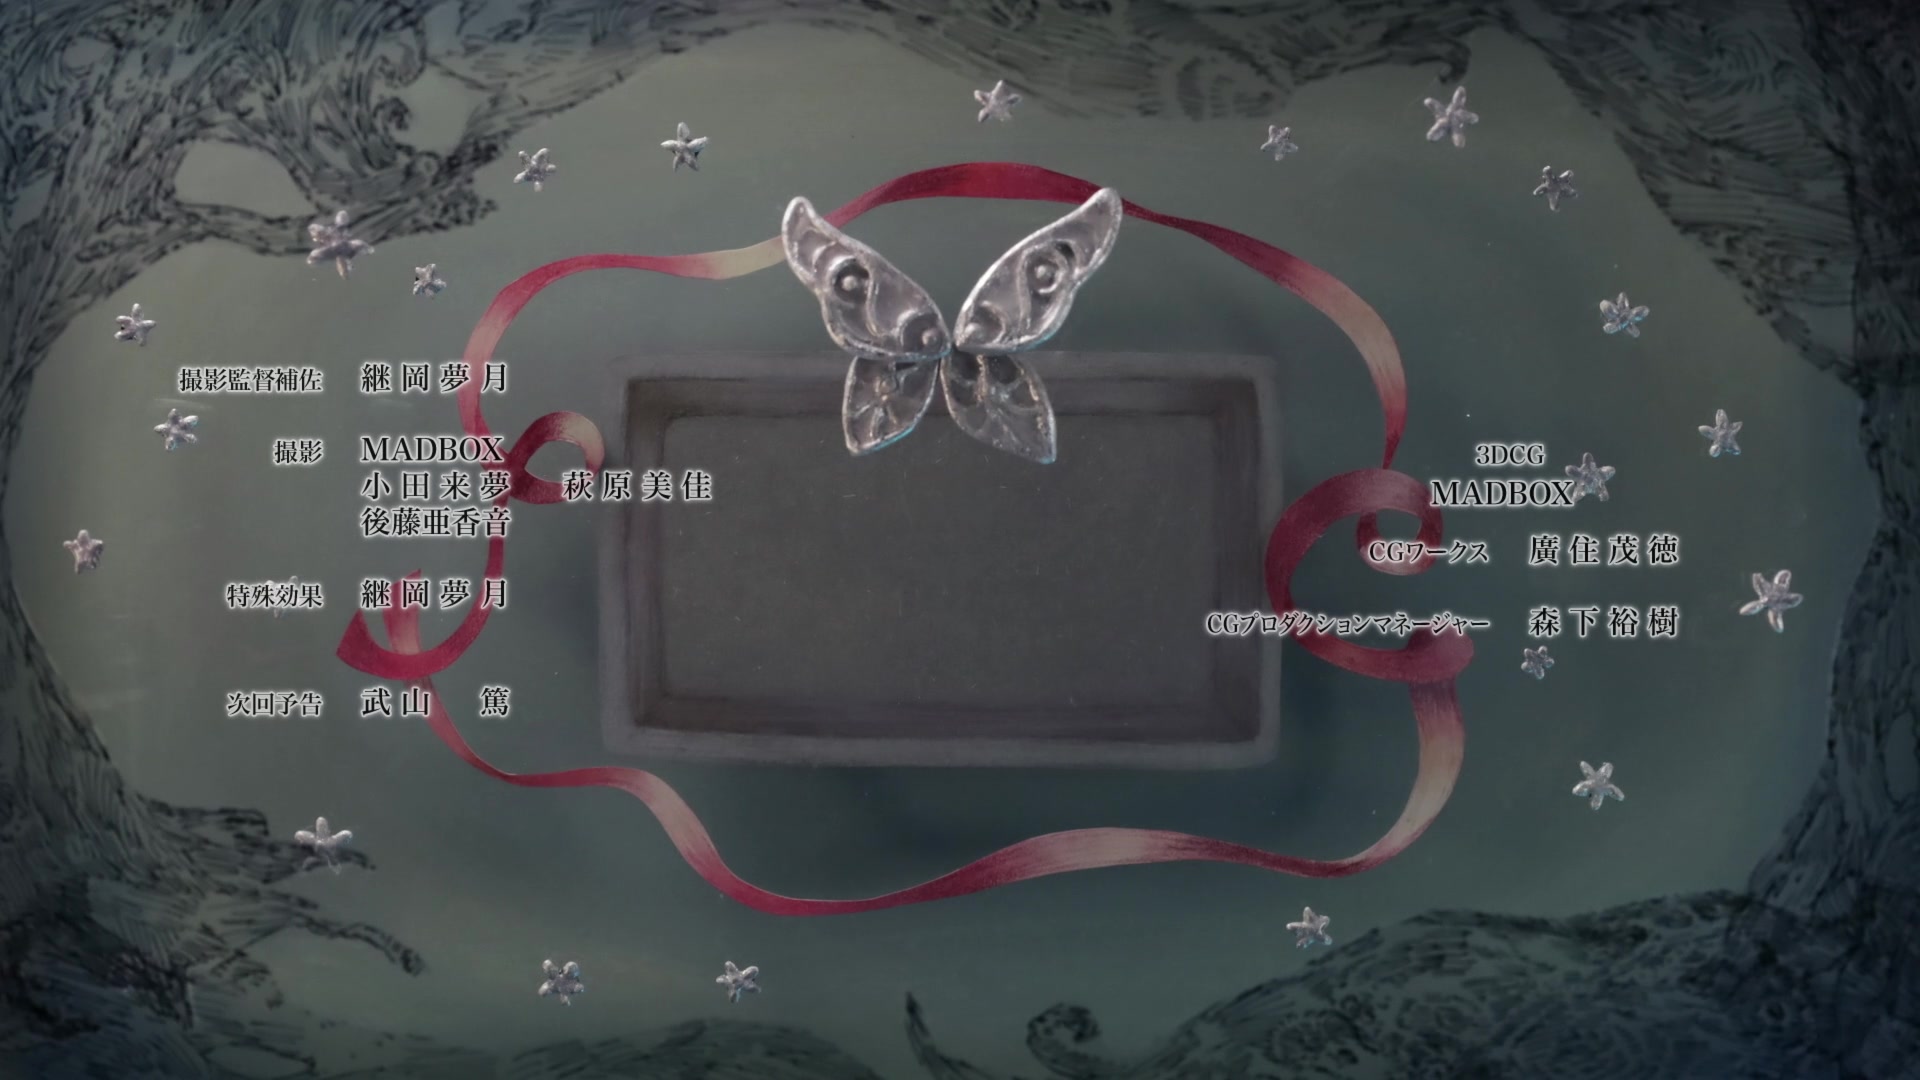 撮影監督補佐 継岡夢月
撮影 MADBOX
小田来夢 萩原美佳
後藤亜香音
特殊効果 継岡夢月
次回予告 武山 篤
3DCG
MADBOX
CGワークス 廣住茂徳
CGプロダクションマネージャー 森下裕樹